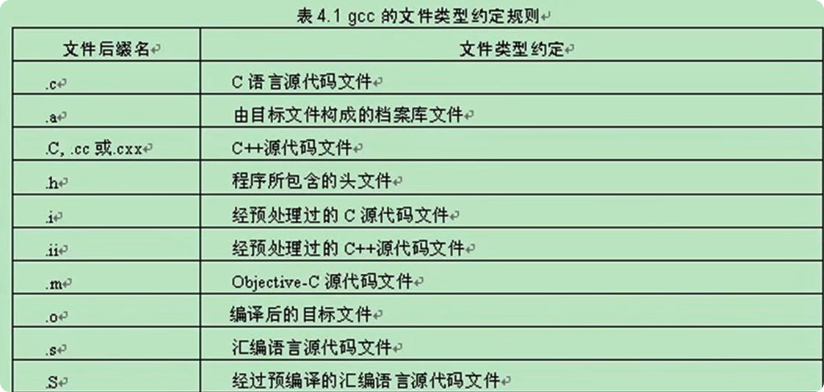 表4.1 gcc 的文件类型约定规则
文件后缀名 文件类型约定
.c C 语言源代码文件
.a 由目标文件构成的档案库文件
.C, .cc 或.cxx C++源代码文件
.h 程序所包含的头文件
.i 经预处理过的 C 源代码文件
.ii 经预处理过的 C++源代码文件
.m Objective-C 源代码文件
.o 编译后的目标文件
.s 汇编语言源代码文件
.S 经过预编译的汇编语言源代码文件